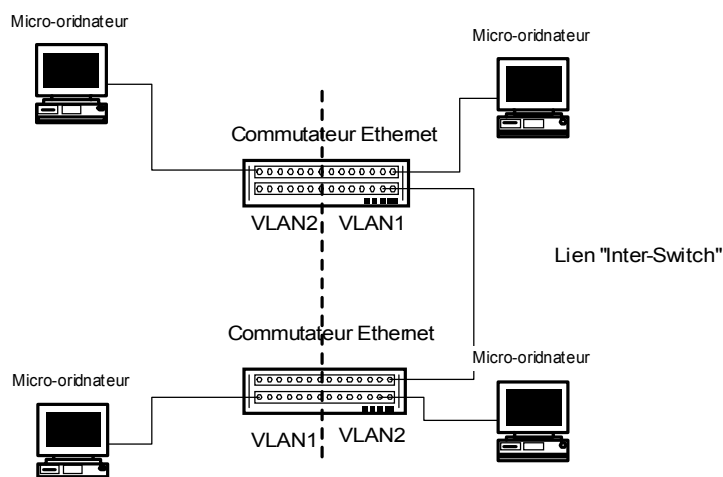 Micro-oridnateur
Micro-oridnateur
Commutateur Ethernet
VLAN2 VLAN1
Lien "Inter-Switch"
Commutateur Ethernet
Micro-oridnateur
Micro-oridnateur
VLAN1 VLAN2